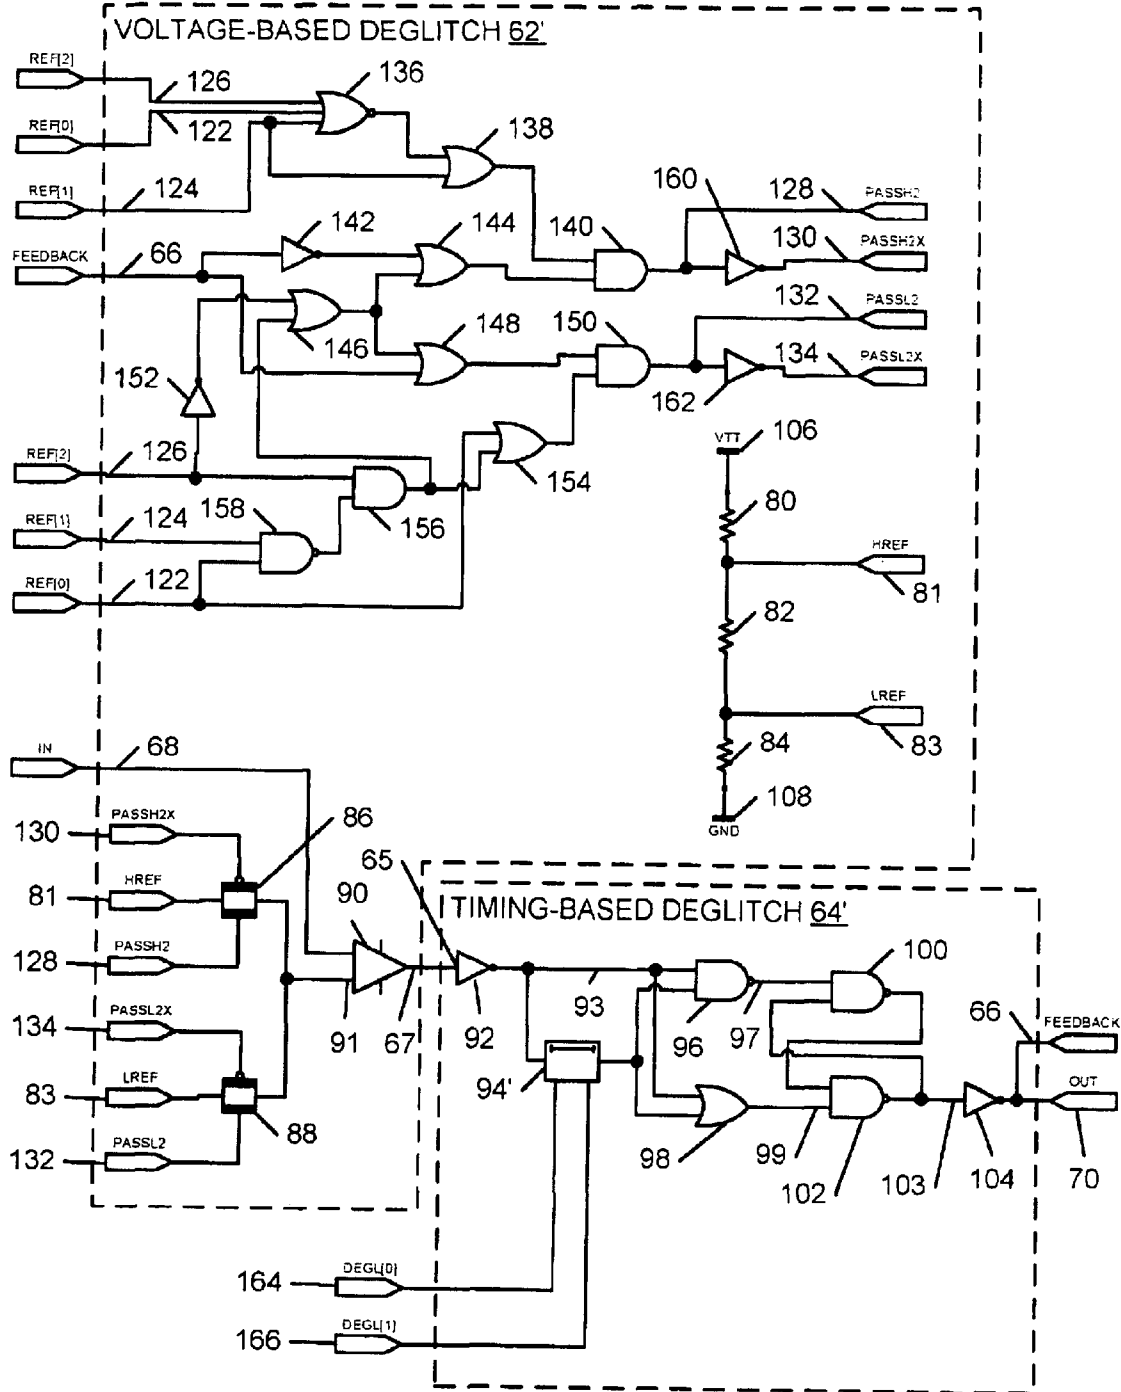 VOLTAGE-BASED DEGLITCH 62'
REF[2]
126
136
122
REF[0]
138
REF[1]
124
160
128
PASSH2
142
144
140
130
PASSH2X
FEEDBACK
66
132
PASSL2
146
148
150
134
PASSL2X
152
162
VTT
106
REF[2]
126
154
80
158
156
REF[1]
124
HREF
81
REF[0]
122
82
LREF
83
IN
68
84
108
GND
130
PASSH2X
86
65
81
HREF
90
TIMING-BASED DEGLITCH 64'
128
PASSH2
100
93
134
PASSL2X
91
67
92
96
97
66
FEEDBACK
83
LREF
94'
OUT
88
132
PASSL2
98
99
102
103
104
70
164
DEGL[0]
166
DEGL[1]